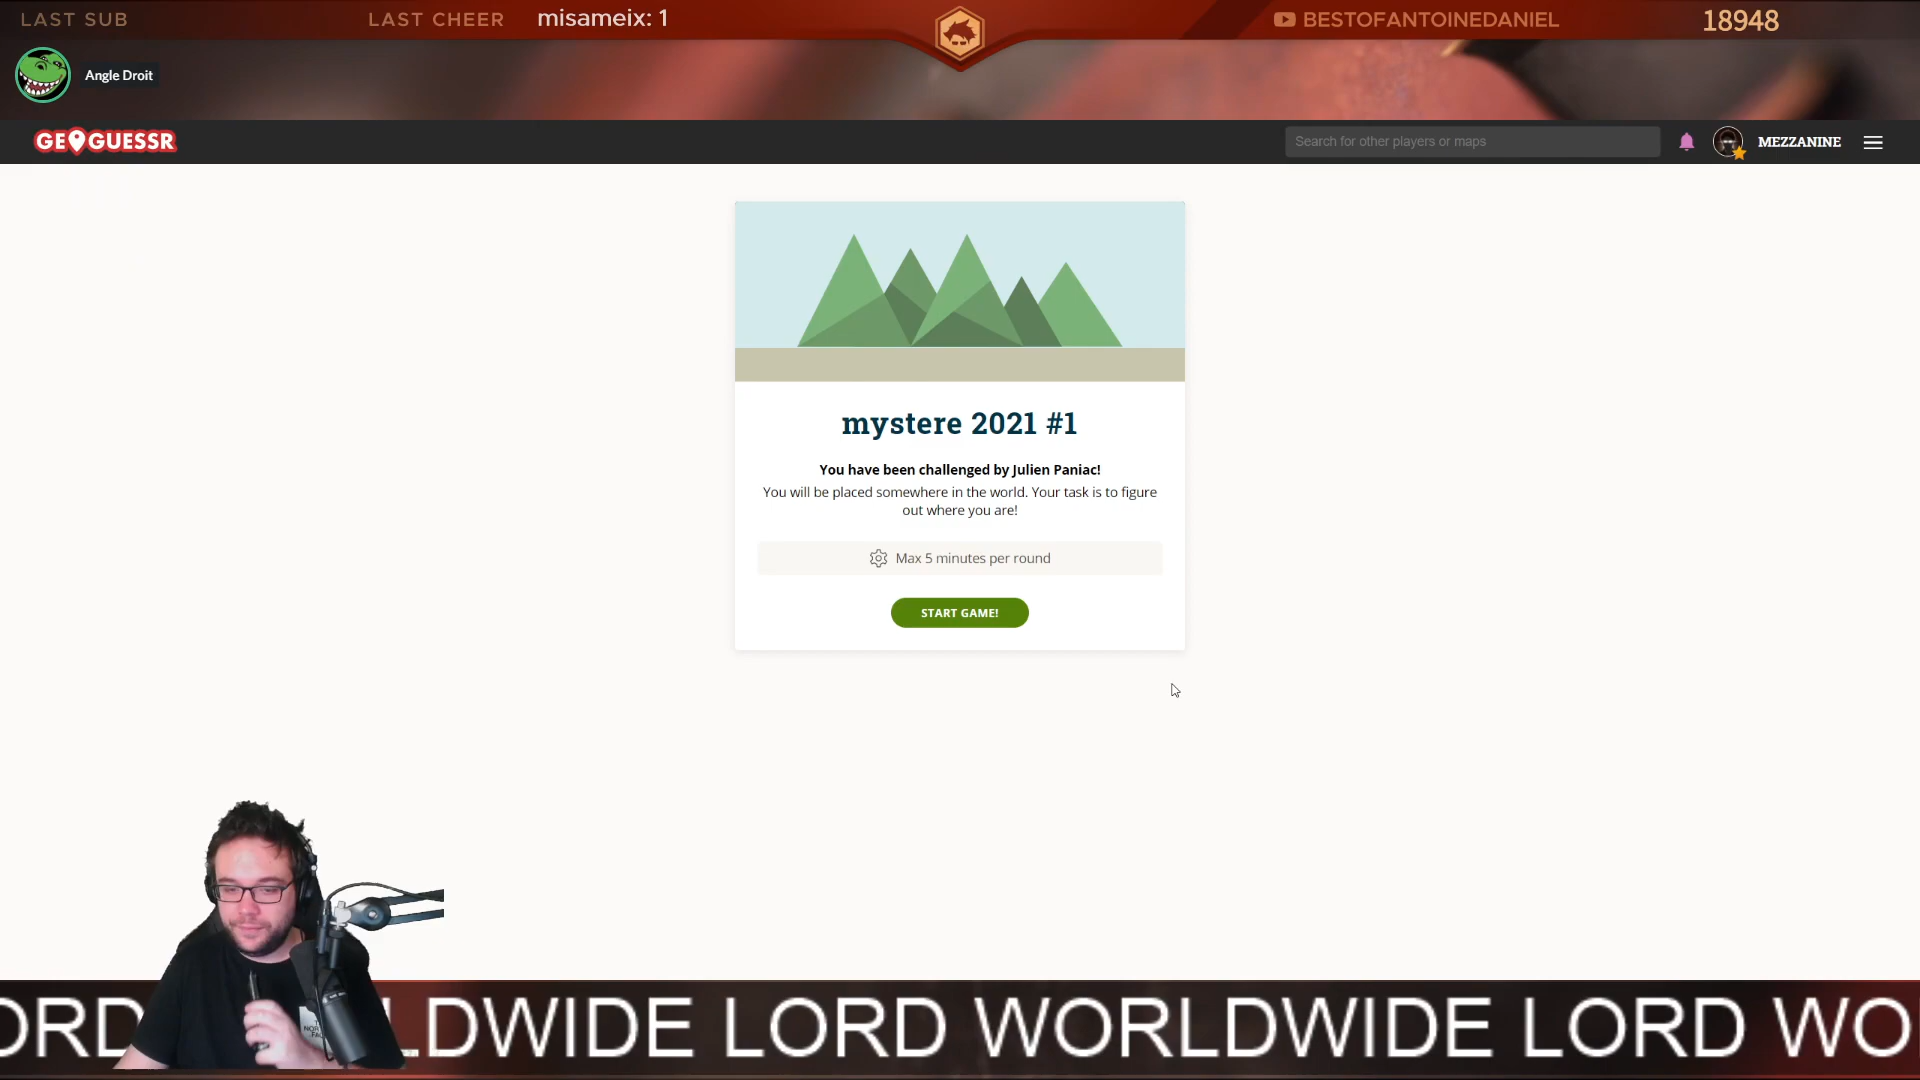 LAST SUB
LAST CHEER misameix: 1
BESTOFANTOINEDANIEL 18948
Angle Droit
GEOGUESSR
Search for other players or maps
MEZZANINE
mystere 2021 #1
You have been challenged by Julien Paniac!
You will be placed somewhere in the world. Your task is to figure
out where you are!
Max 5 minutes per round
START GAME!
ORD LDWIDE LORD WORLDWIDE LORD WO